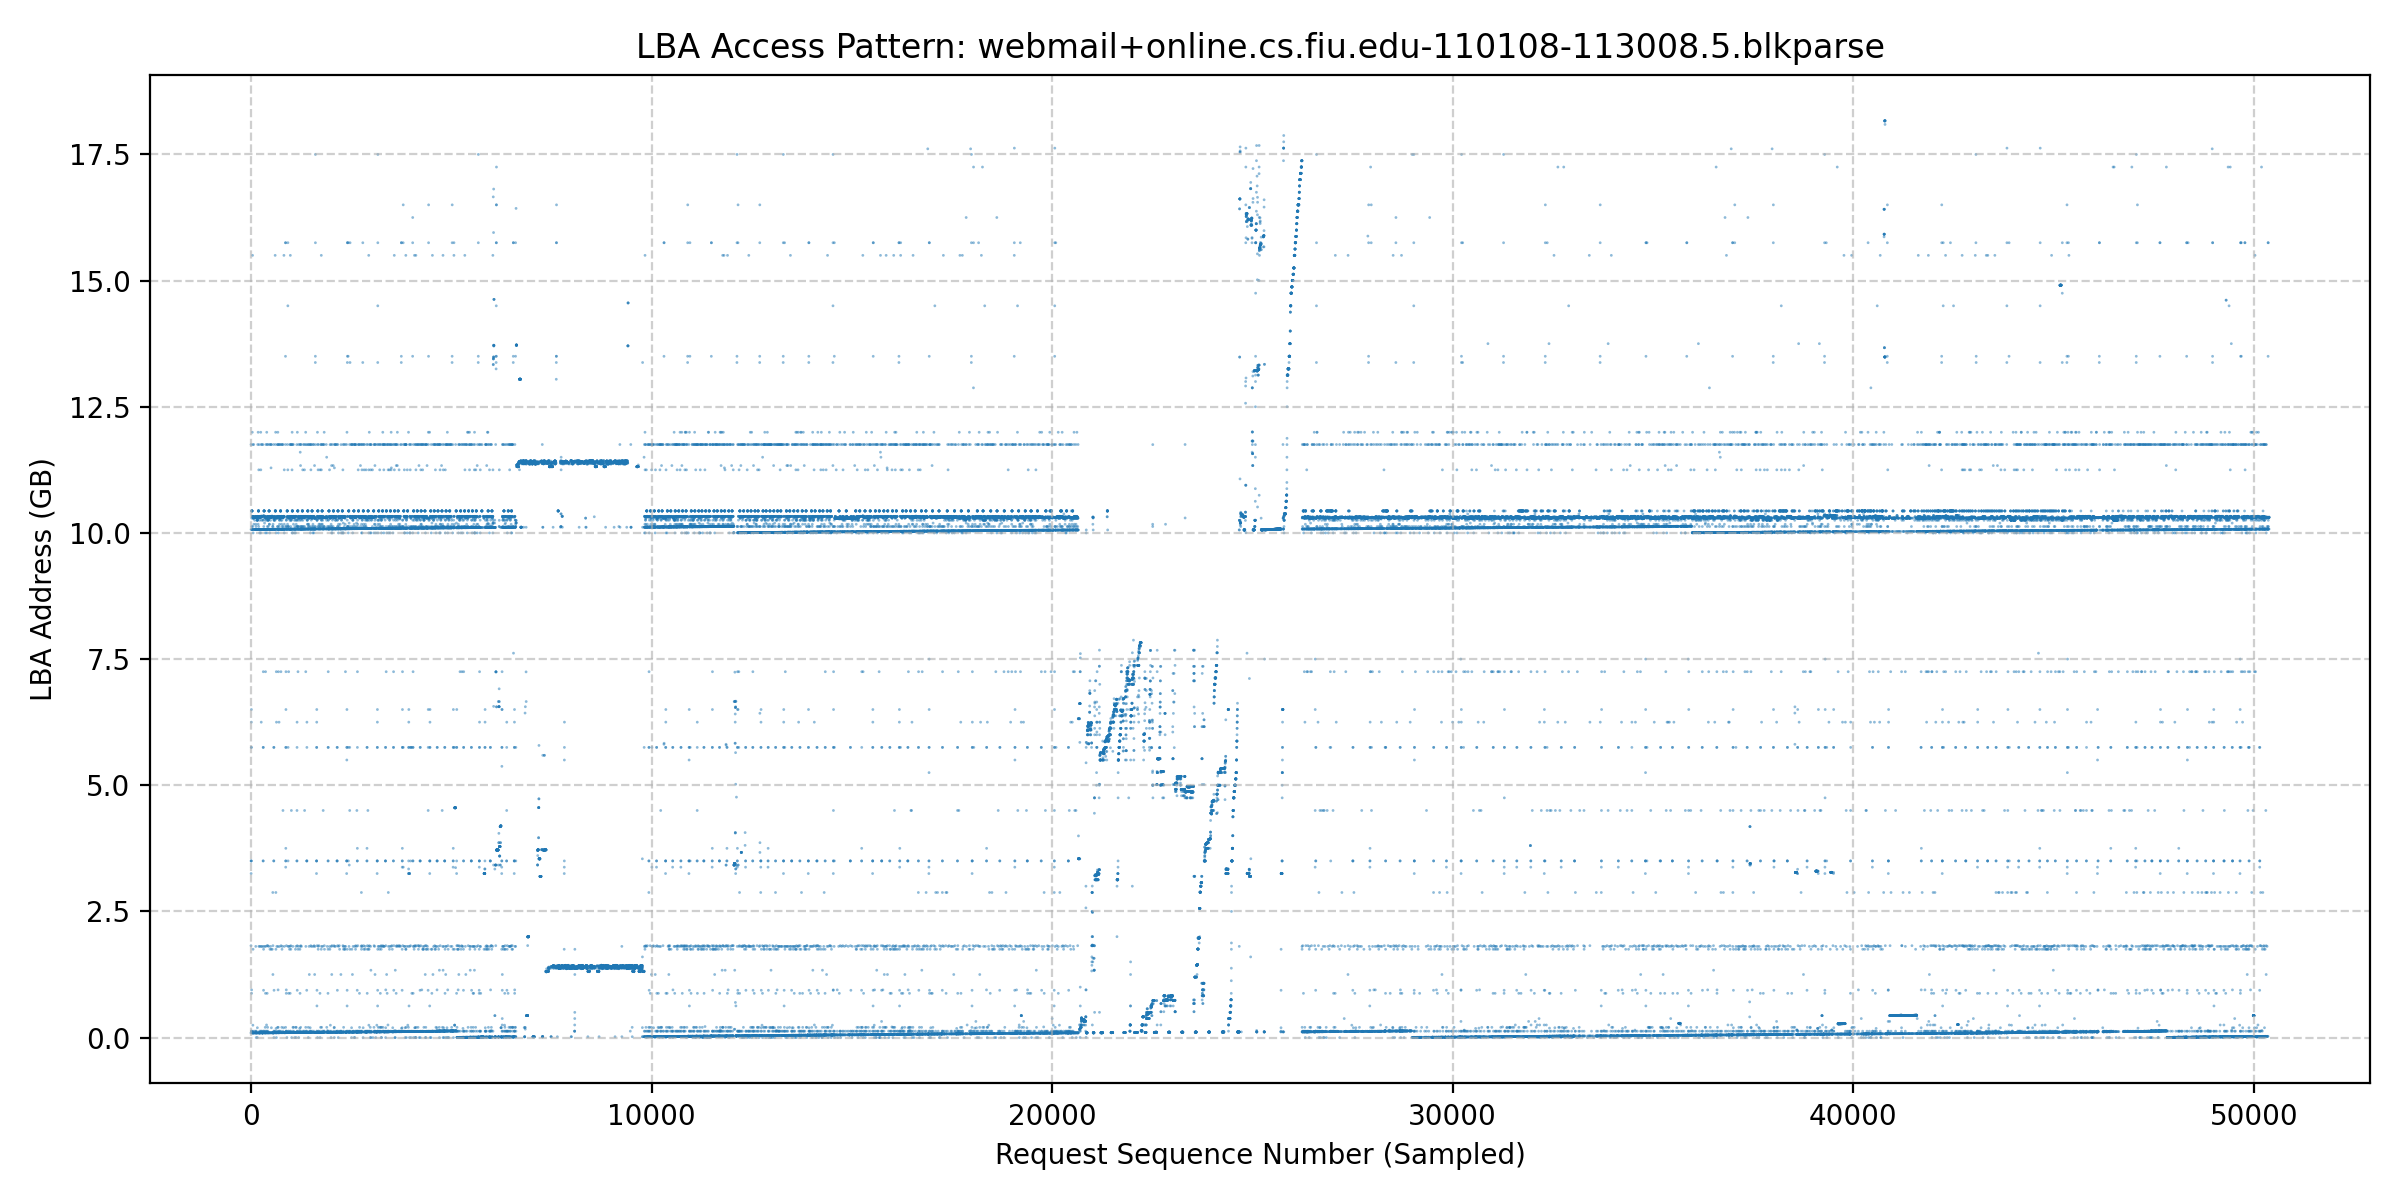 LBA Access Pattern: webmail+online.cs.fiu.edu-110108-113008.5.blkparse
LBA Address (GB)
17.5
15.0
12.5
10.0
7.5
5.0
2.5
0.0
0 10000 20000 30000 40000 50000
Request Sequence Number (Sampled)